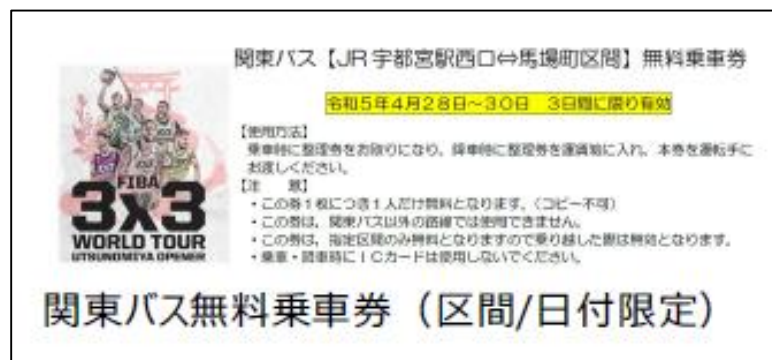 関東バス【JR宇都宮駅西口⇔馬場町区間】無料乗車券
令和5年4月28日～30日 3日間に限り有効
【使用方法】
乗車時に整理券をお取りになり、降車時に整理券を運賃箱に入れ、本券を運転手に
お渡しください。
【注 意】
・この券1枚につき1人だけ無料となります。（コピー不可）
・この券は、関東バス以外の路線では使用できません。
・この券は、指定区間のみ無料となりますので乗り越した際は無効となります。
・乗車・降車時にICカードは使用しないでください。
FIBA
3x3
WORLD TOUR
UTSUNOMIYA OPENER
関東バス無料乗車券（区間/日付限定）